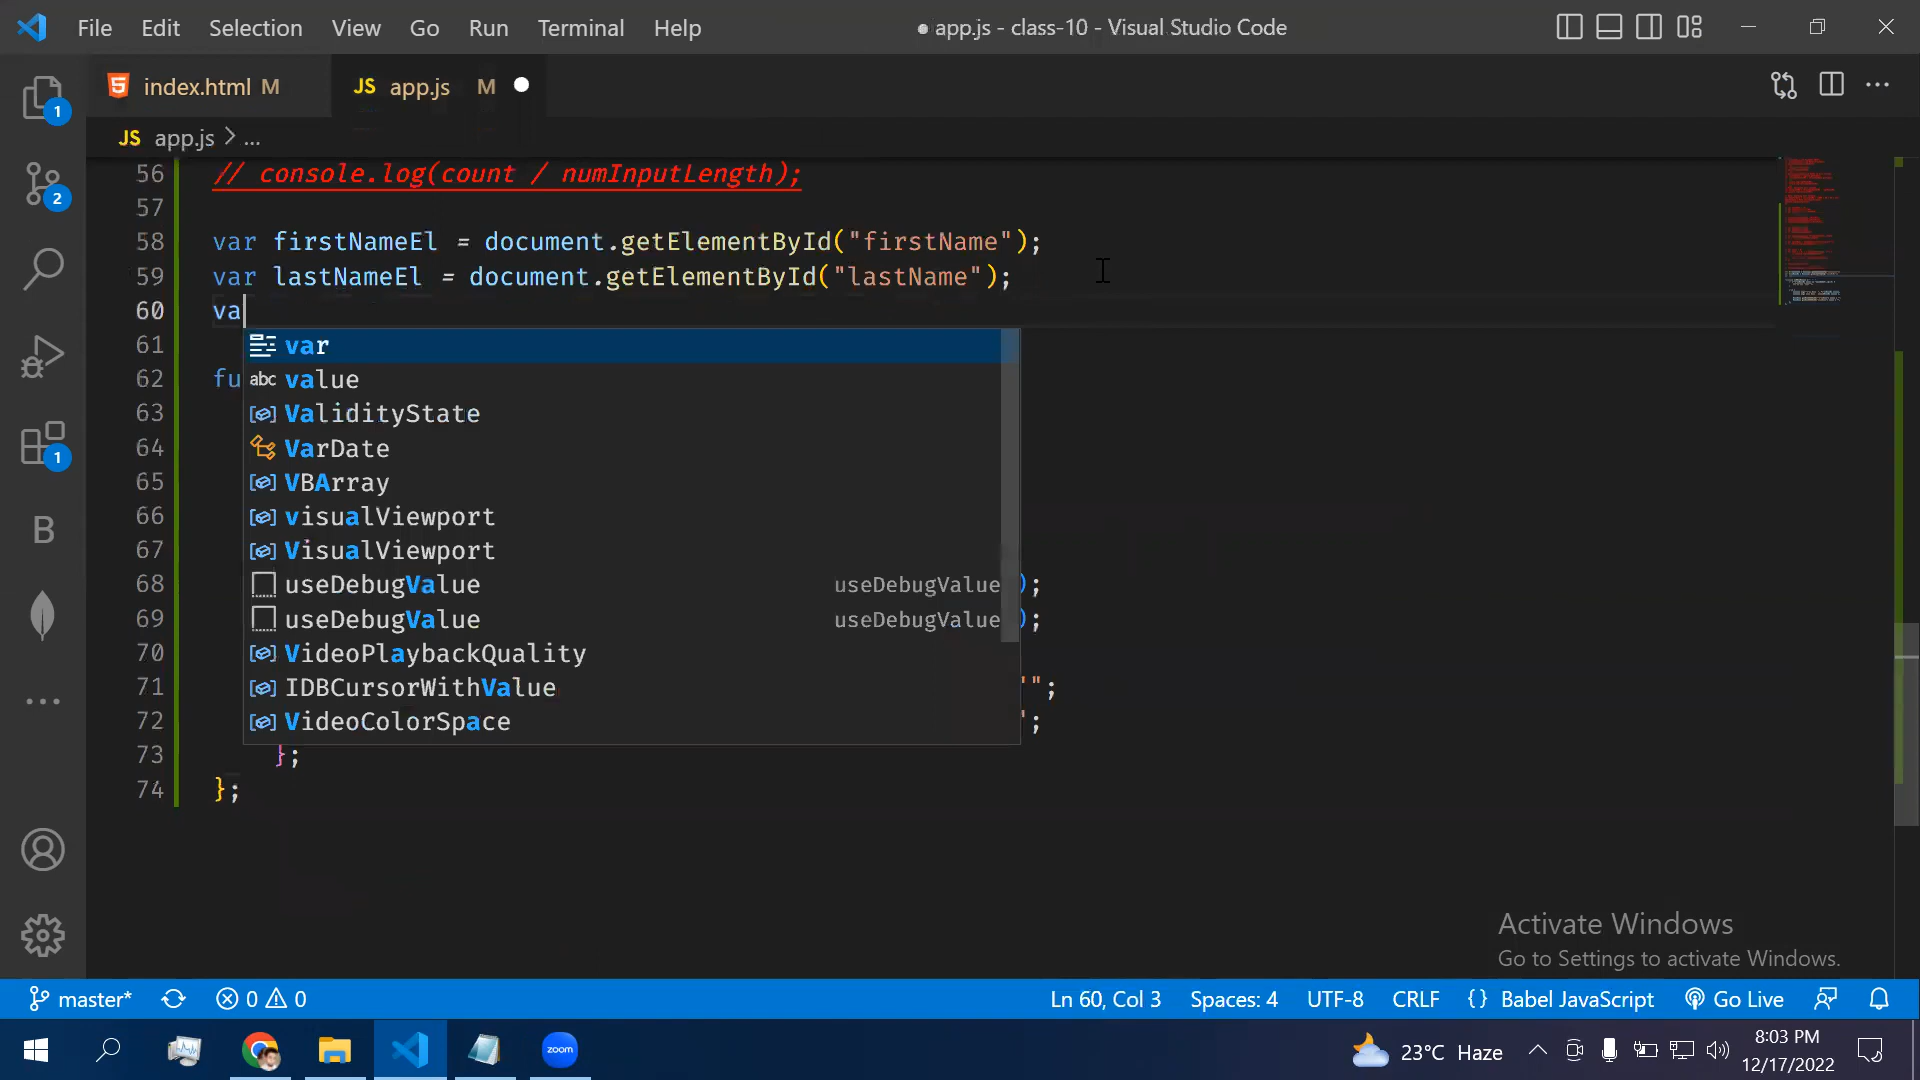 File Edit Selection View Go Run Terminal Help
● app.js - class-10 - Visual Studio Code
index.html M
JS app.js M
JS app.js > ...
56 // console.log(count / numInputLength);
57
58 var firstNameEl = document.getElementById("firstName");
59 var lastNameEl = document.getElementById("lastName");
60 va
61 var
62 fu abc value
63 ValidityState
64 VarDate
65 VBArray
66 visualViewport
67 VisualViewport
68 useDebugValue useDebugValue );
69 useDebugValue useDebugValue );
70 VideoPlaybackQuality
71 IDBCursorWithValue '";
72 VideoColorSpace ';
73 };
74 };
1
2
1
B
Activate Windows
Go to Settings to activate Windows.
master* 0 0 Ln 60, Col 3 Spaces: 4 UTF-8 CRLF {} Babel JavaScript Go Live
zoom
23°C Haze
8:03 PM
12/17/2022